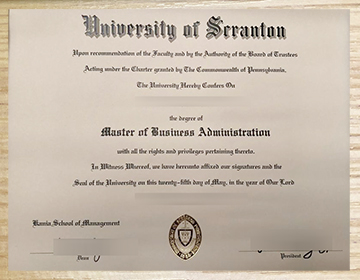 University of Scranton
Upon recommendation of the Faculty and by the Authority of the Board of Trustees
Acting under the Charter granted by The Commonwealth of Pennsylvania,
The University Hereby Confers On
the degree of
Master of Business Administration
with all the rights and privileges pertaining thereto.
In Witness Whereof, we have hereunto affixed our signatures and the
Seal of the University on this twenty-fifth day of May, in the year of Our Lord
Kania, School of Management
Dean
President